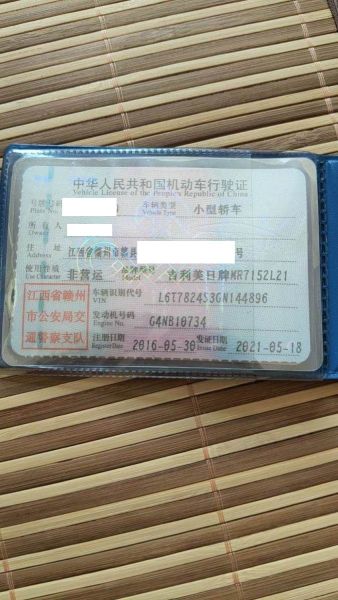 中华人民共和国机动车行驶证
Vehicle License of the People's Republic of China
号牌号码 Plate No. 车辆类型 Vehicle Type 小型轿车
所有人 Owner
住 址 Address 江西省赣州市 号
使用性质 Use Character 非营运 品牌型号 Model 吉利美日牌MR7152L21
江西省赣州 车辆识别代号 VIN L6T7824S3GN144896
市公安局交 发动机号码 Engine No. G4NB10734
通警察支队 注册日期 Register Date 2016-05-30 发证日期 Issue Date 2021-05-18